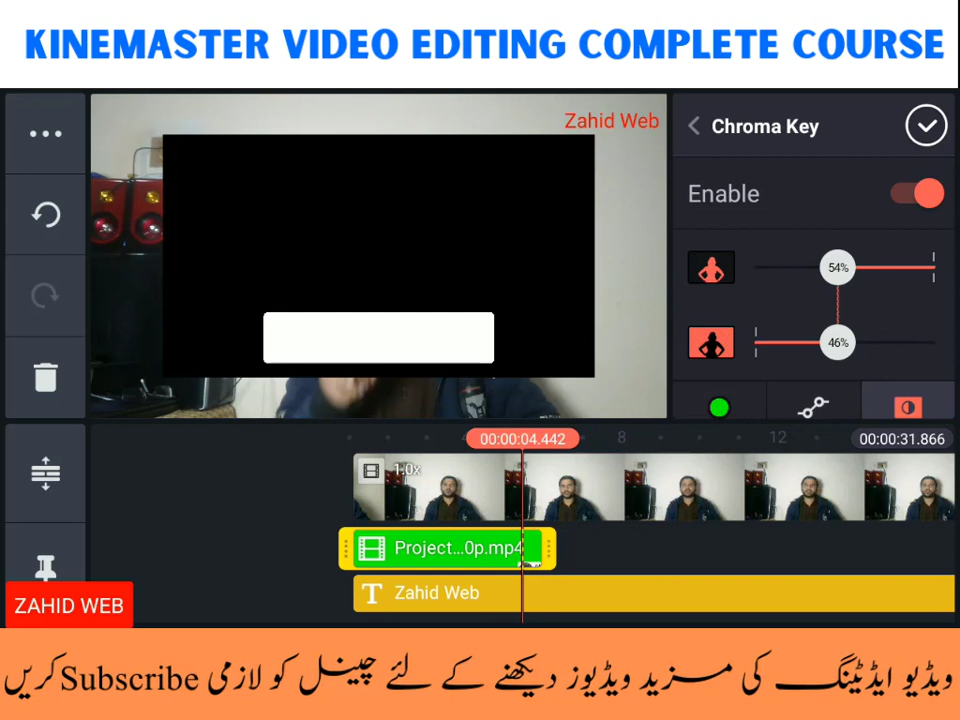 KINEMASTER VIDEO EDITING COMPLETE COURSE
Zahid Web
Chroma Key
Enable
54%
46%
00:00:04.442
8
12
00:00:31.866
1.0x
Project...0p.mp4
Zahid Web
ZAHID WEB
ویڈیو ایڈیٹنگ کی مزید ویڈیوز دیکھنے کے لئے چینل کو لازمی Subscribe کریں